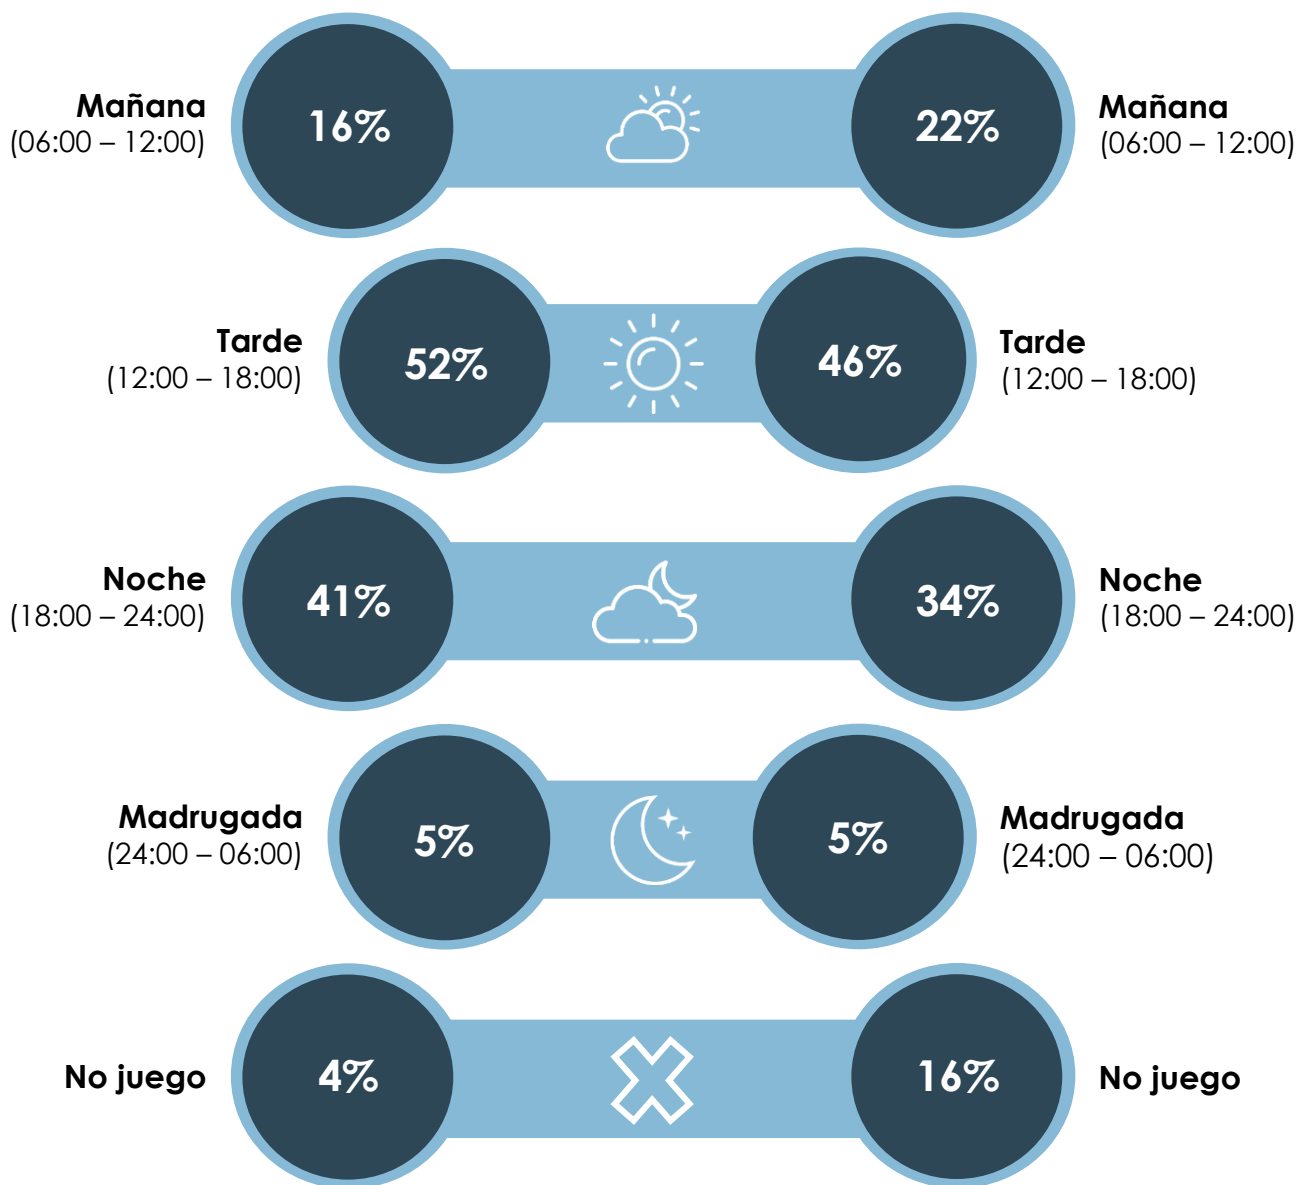 Mañana
(06:00 – 12:00)
16%
22%
Mañana
(06:00 – 12:00)
Tarde
(12:00 – 18:00)
52%
46%
Tarde
(12:00 – 18:00)
Noche
(18:00 – 24:00)
41%
34%
Noche
(18:00 – 24:00)
Madrugada
(24:00 – 06:00)
5%
5%
Madrugada
(24:00 – 06:00)
No juego
4%
16%
No juego